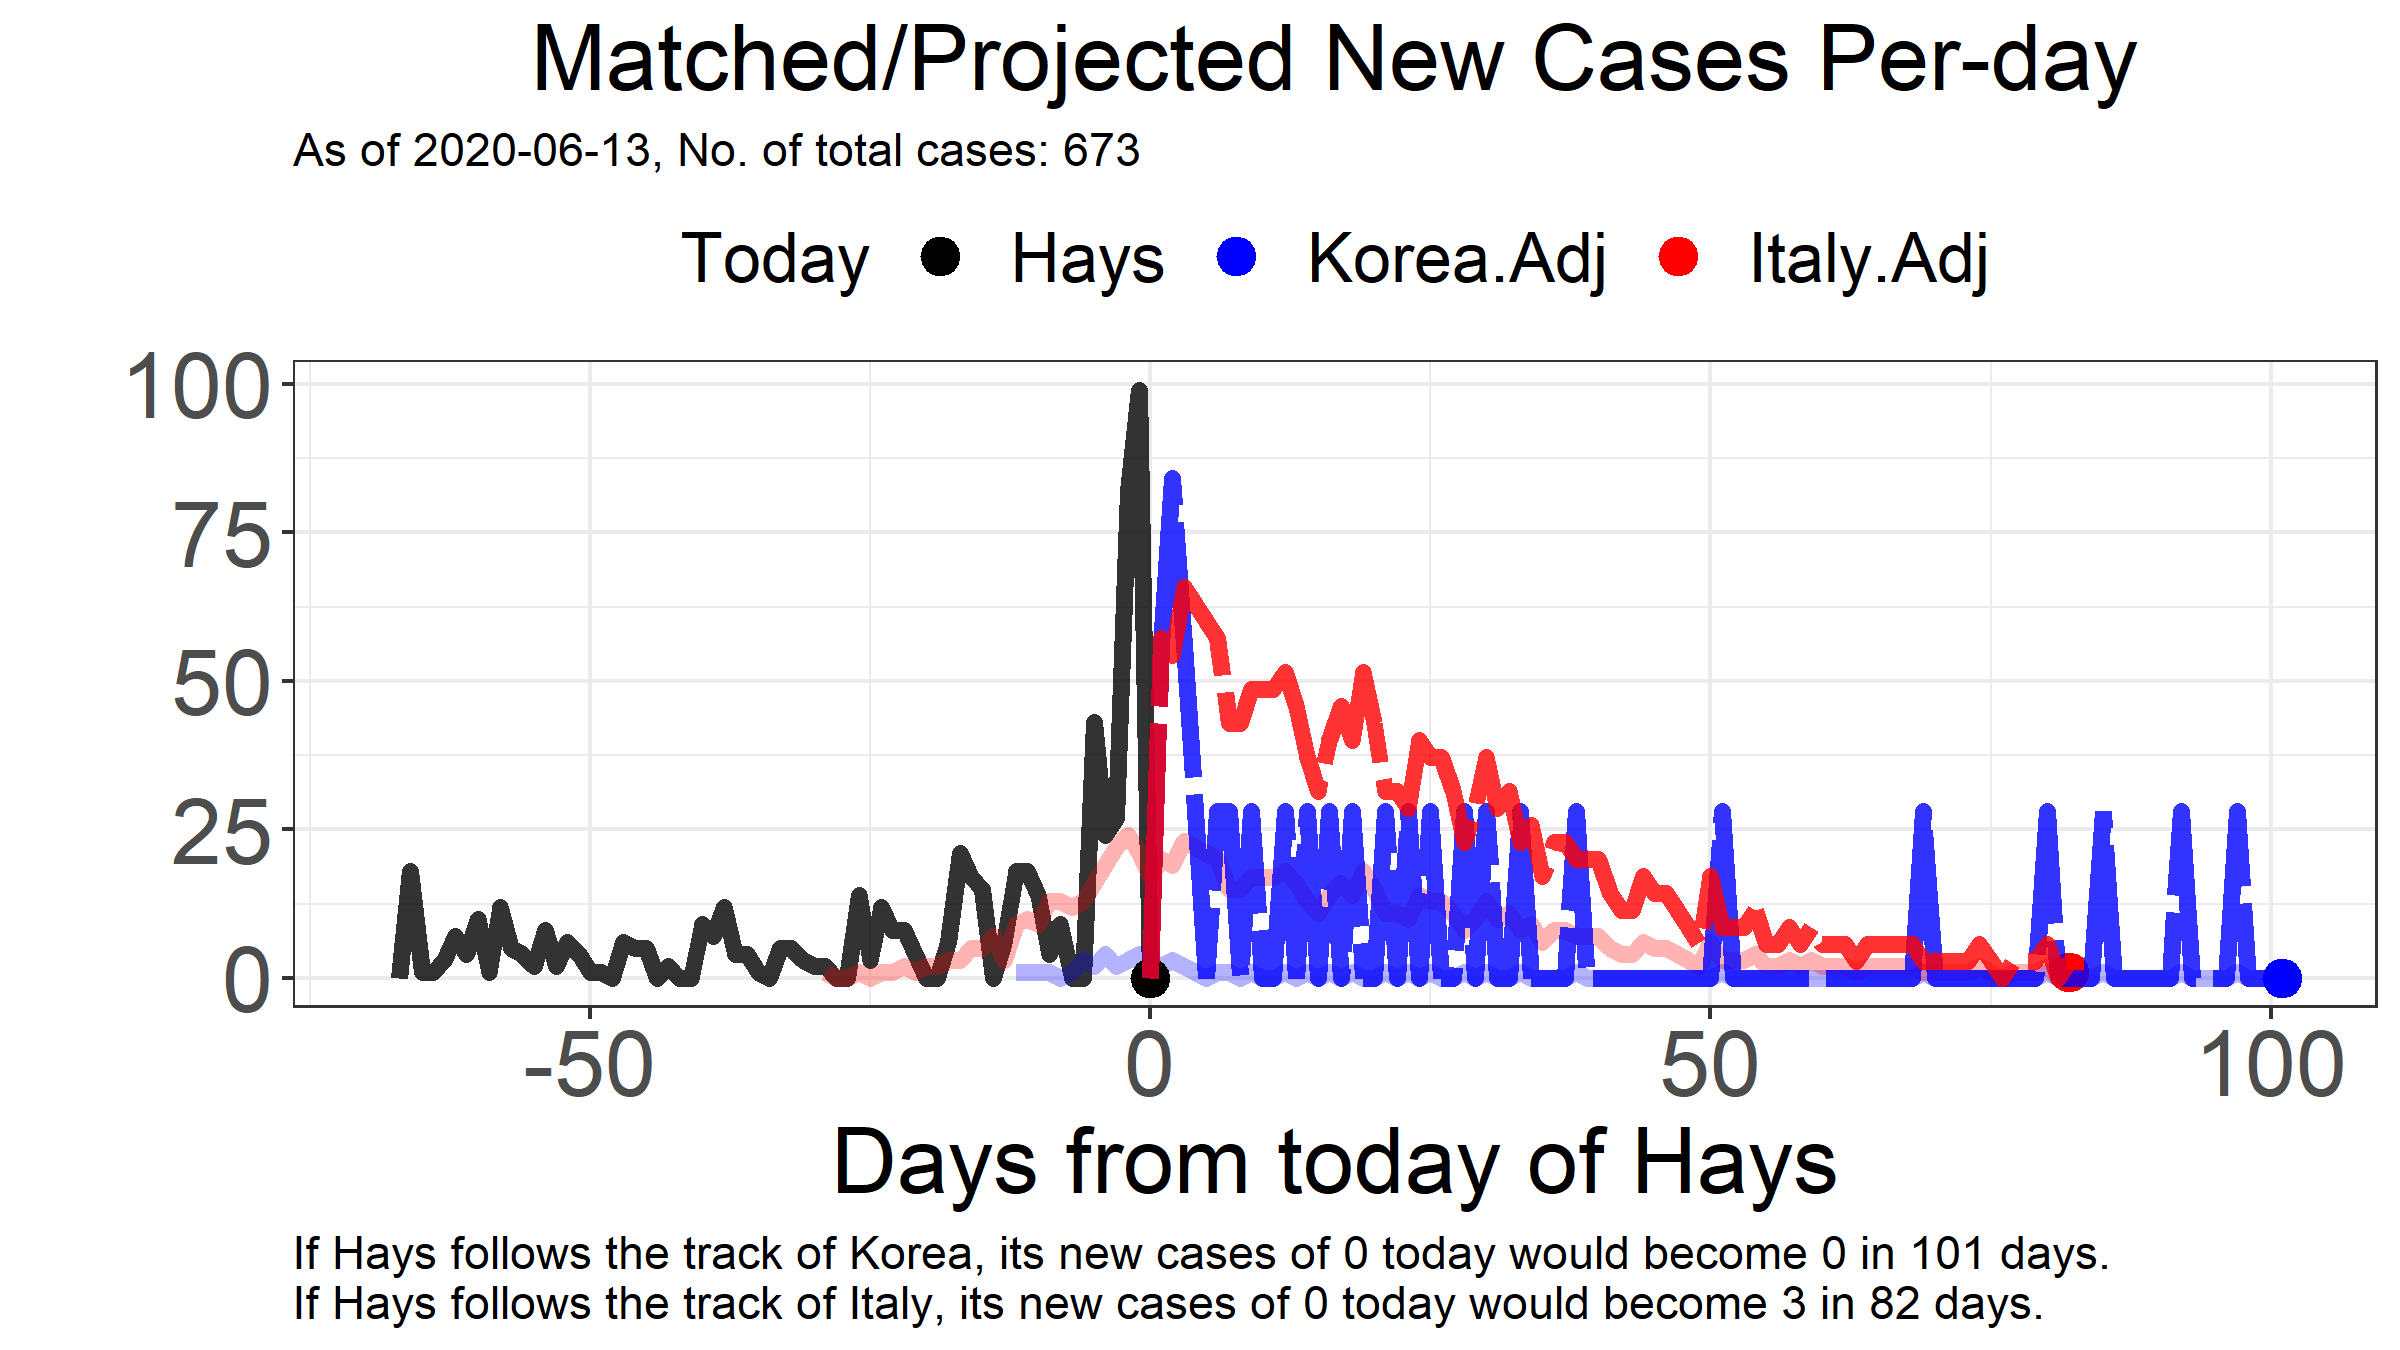 Matched/Projected New Cases Per-day
As of 2020-06-13, No. of total cases: 673
Today Hays Korea.Adj Italy.Adj
100
75
50
25
0
-50 0 50 100
Days from today of Hays
If Hays follows the track of Korea, its new cases of 0 today would become 0 in 101 days.
If Hays follows the track of Italy, its new cases of 0 today would become 3 in 82 days.